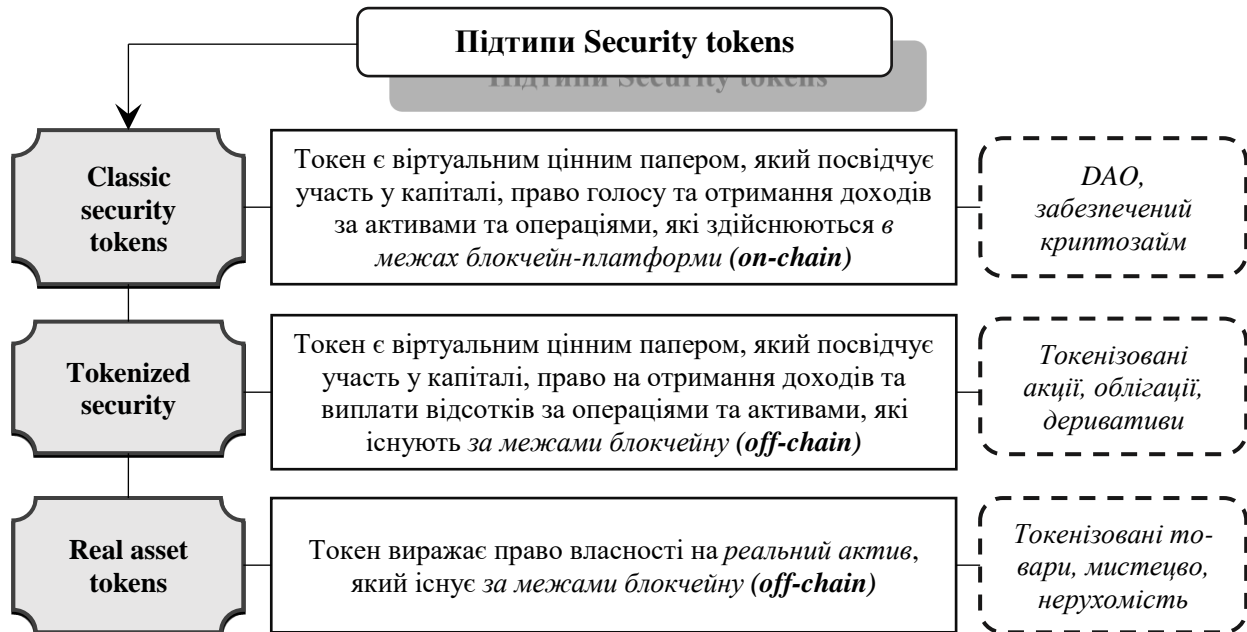 Підтипи Security tokens
Підтипи Security tokens
Classic
security
tokens
Токен є віртуальним цінним папером, який посвідчує
участь у капіталі, право голосу та отримання доходів
за активами та операціями, які здійснюються в
межах блокчейн-платформи (on-chain)
DAO,
забезпечений
криптозайм
Tokenized
security
Токен є віртуальним цінним папером, який посвідчує
участь у капіталі, право на отримання доходів та
виплати відсотків за операціями та активами, які
існують за межами блокчейну (off-chain)
Токенізовані
акції, облігації,
деривативи
Real asset
tokens
Токен виражає право власності на реальний актив,
який існує за межами блокчейну (off-chain)
Токенізовані то-
вари, мистецво,
нерухомість